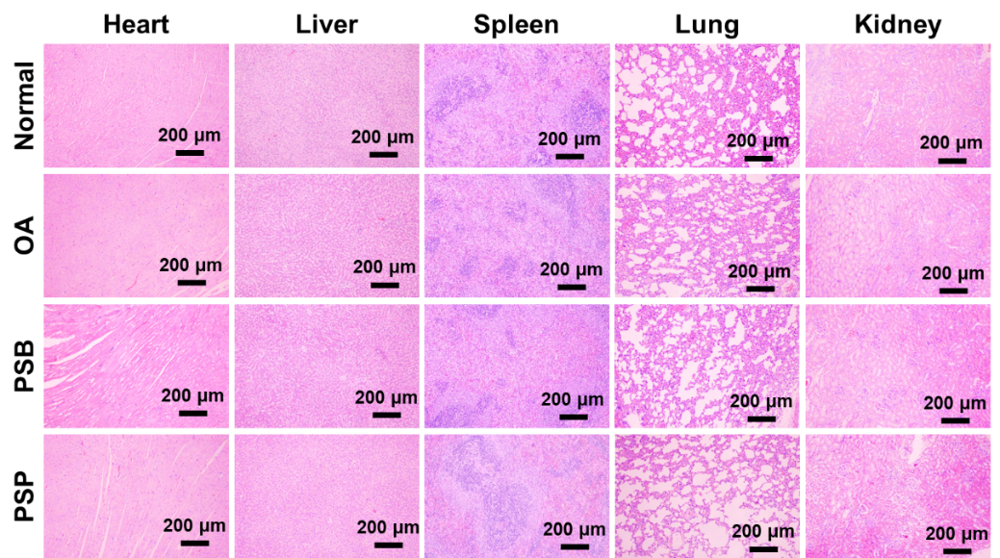 Heart Liver Spleen Lung Kidney
Normal 200 µm 200 µm 200 µm 200 µm 200 µm
OA 200 µm 200 µm 200 µm 200 µm 200 µm
PSB 200 µm 200 µm 200 µm 200 µm 200 µm
PSP 200 µm 200 µm 200 µm 200 µm 200 µm